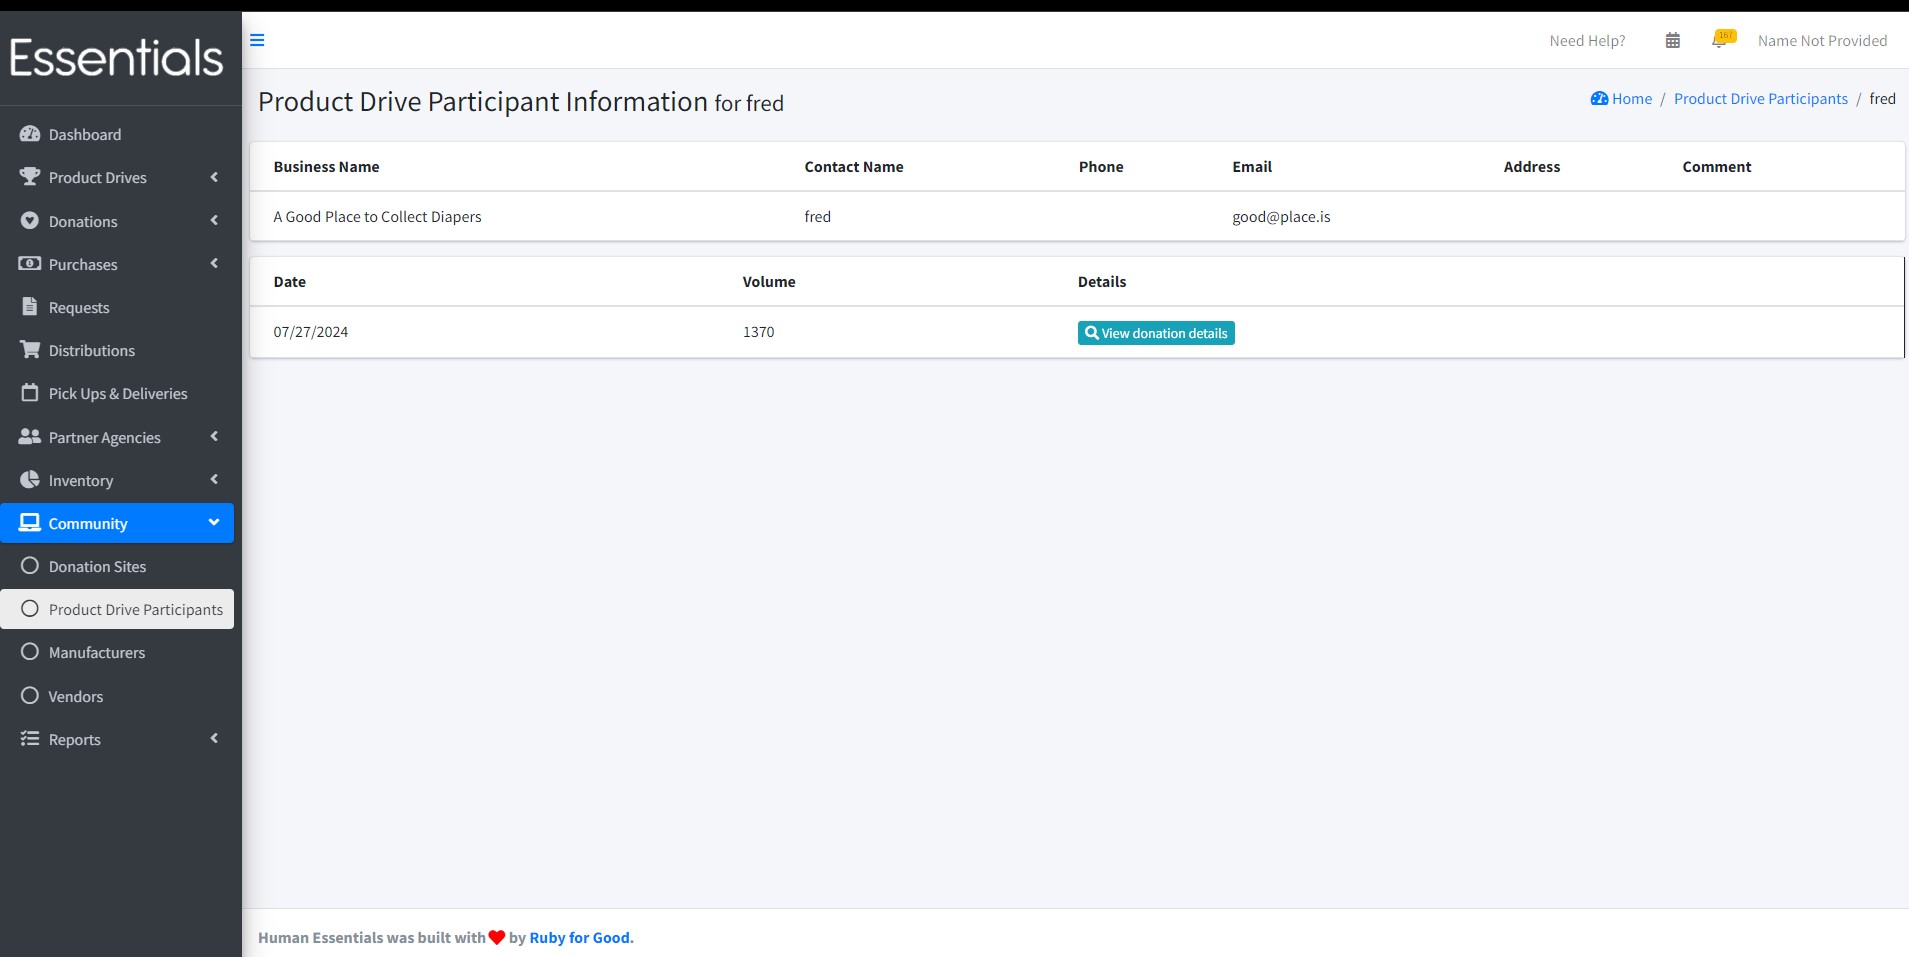 Essentials
Need Help?
167
Name Not Provided
Product Drive Participant Information for fred
Home / Product Drive Participants / fred
Dashboard
Product Drives
Donations
Purchases
Requests
Distributions
Pick Ups & Deliveries
Partner Agencies
Inventory
Community
Donation Sites
Product Drive Participants
Manufacturers
Vendors
Reports
Business Name Contact Name Phone Email Address Comment
A Good Place to Collect Diapers fred good@place.is
Date Volume Details
07/27/2024 1370 View donation details
Human Essentials was built with by Ruby for Good.